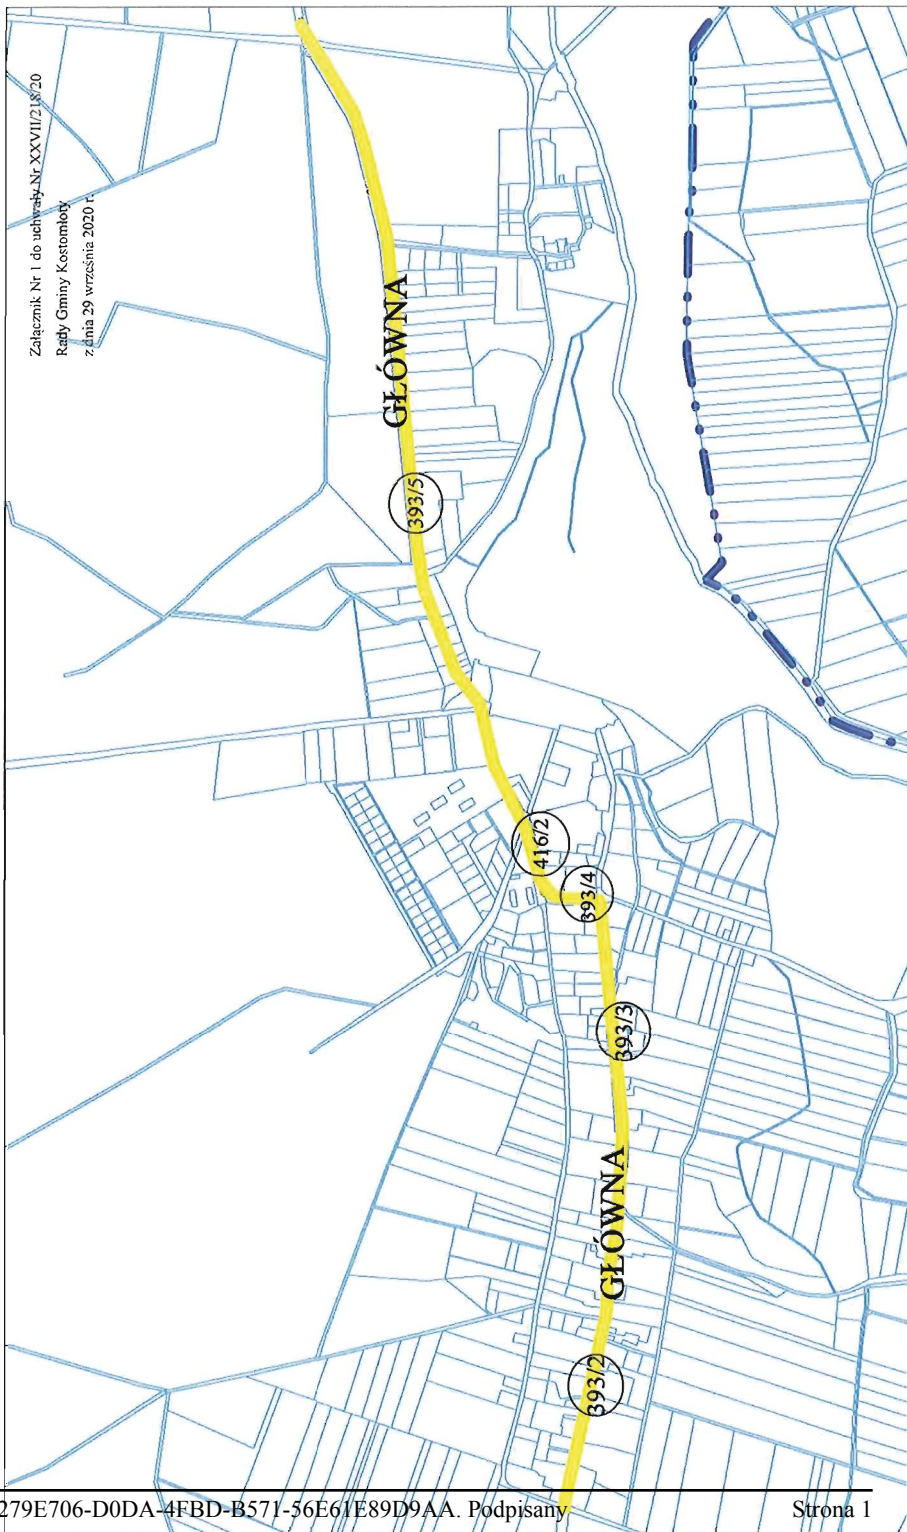 Załącznik Nr 1 do uchwały Nr XXVII/218/20
Rady Gminy Kostomłoty
z dnia 29 września 2020 r.
GŁÓWNA
393/5
416/2
393/4
393/3
GŁÓWNA
393/2
279E706-D0DA-4FBD-B571-56E61E89D9AA. Podpisany
Strona 1